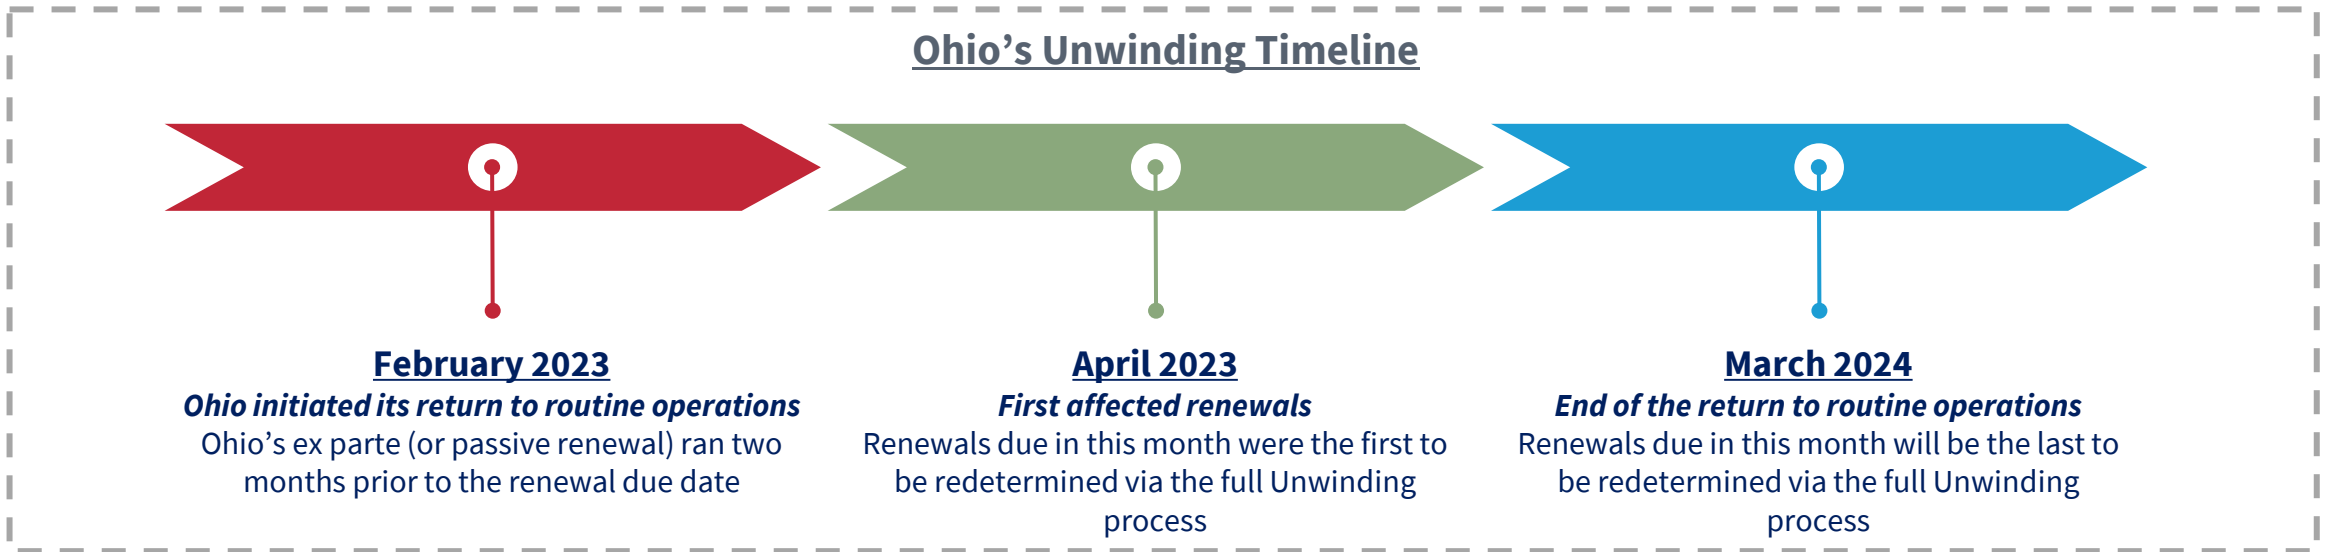 Ohio’s Unwinding Timeline
February 2023
Ohio initiated its return to routine operations
Ohio’s ex parte (or passive renewal) ran two
months prior to the renewal due date
April 2023
First affected renewals
Renewals due in this month were the first to
be redetermined via the full Unwinding
process
March 2024
End of the return to routine operations
Renewals due in this month will be the last to
be redetermined via the full Unwinding
process